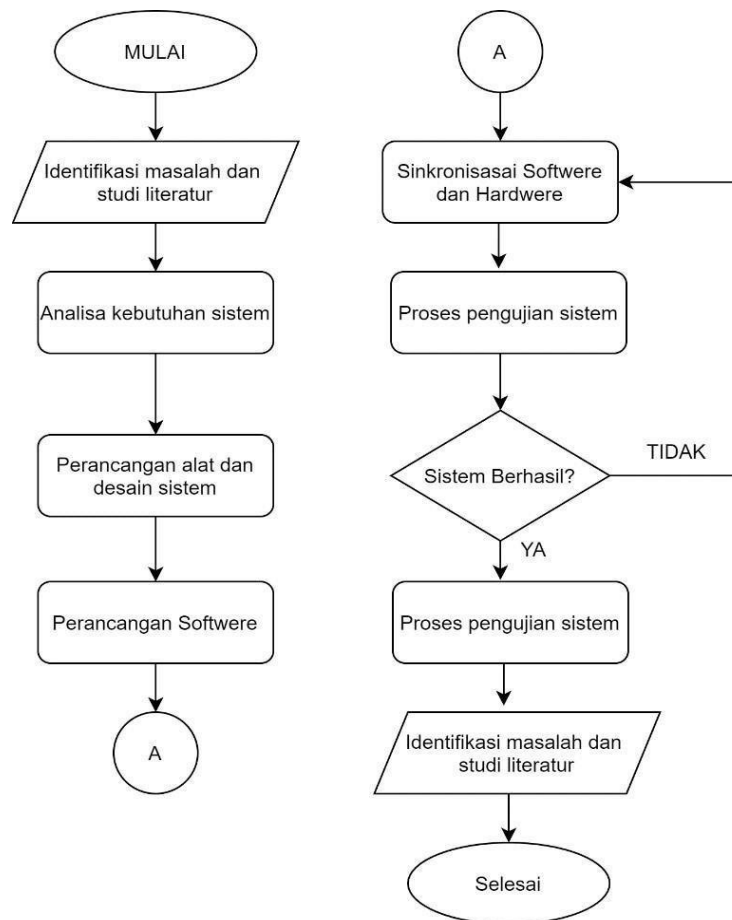 MULAI
Identifikasi masalah dan
studi literatur
Analisa kebutuhan sistem
Perancangan alat dan
desain sistem
Perancangan Softwere
A
A
Sinkronisasai Softwere
dan Hardwere
Proses pengujian sistem
Sistem Berhasil?
TIDAK
YA
Proses pengujian sistem
Identifikasi masalah dan
studi literatur
Selesai